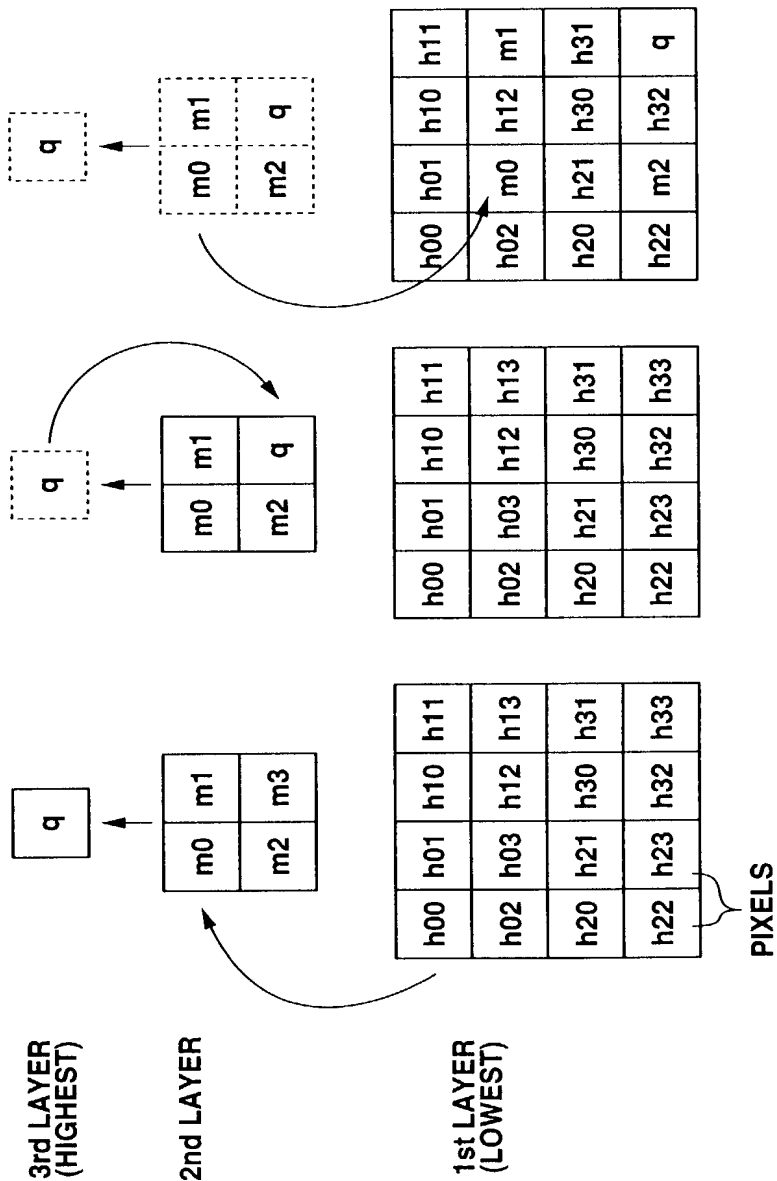 3rd LAYER
(HIGHEST)
q q q
2nd LAYER
m0 m1 m0 m1 m0 m1
m2 m3 m2 q m2 q
1st LAYER
(LOWEST)
h00 h01 h10 h11 h00 h01 h10 h11 h00 h01 h10 h11
h02 h03 h12 h13 h02 h03 h12 h13 h02 m0 h12 m1
h20 h21 h30 h31 h20 h21 h30 h31 h20 h21 h30 h31
h22 h23 h32 h33 h22 h23 h32 h33 h22 m2 h32 q
PIXELS